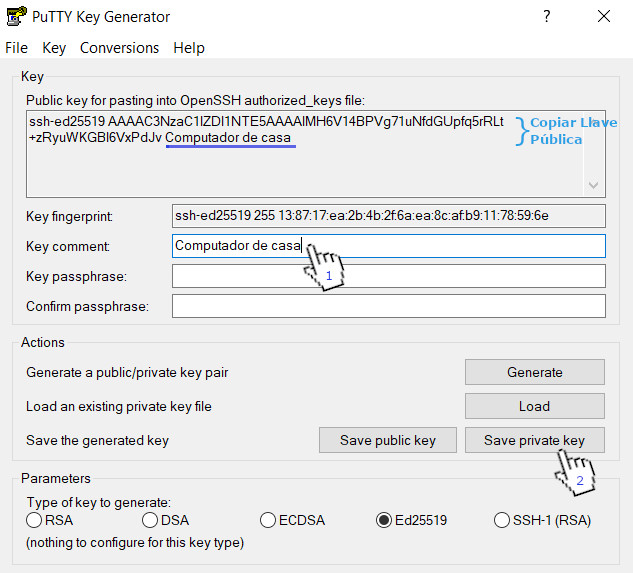 PuTTY Key Generator
?
File Key Conversions Help
Key
Public key for pasting into OpenSSH authorized_keys file:
ssh-ed25519 AAAAC3NzaC1lZDI1NTE5AAAAIMH6V14BPVg71uNfdGUpfq5rRLt
+zRyuWKGBl6VxPdJv Computador de casa
Copiar Llave
Pública
Key fingerprint: ssh-ed25519 255 13:87:17:ea:2b:4b:2f:6a:ea:8c:af:b9:11:78:59:6e
Key comment: Computador de casa
1
Key passphrase:
Confirm passphrase:
Actions
Generate a public/private key pair Generate
Load an existing private key file Load
Save the generated key Save public key Save private key
2
Parameters
Type of key to generate:
RSA DSA ECDSA Ed25519 SSH-1 (RSA)
(nothing to configure for this key type)